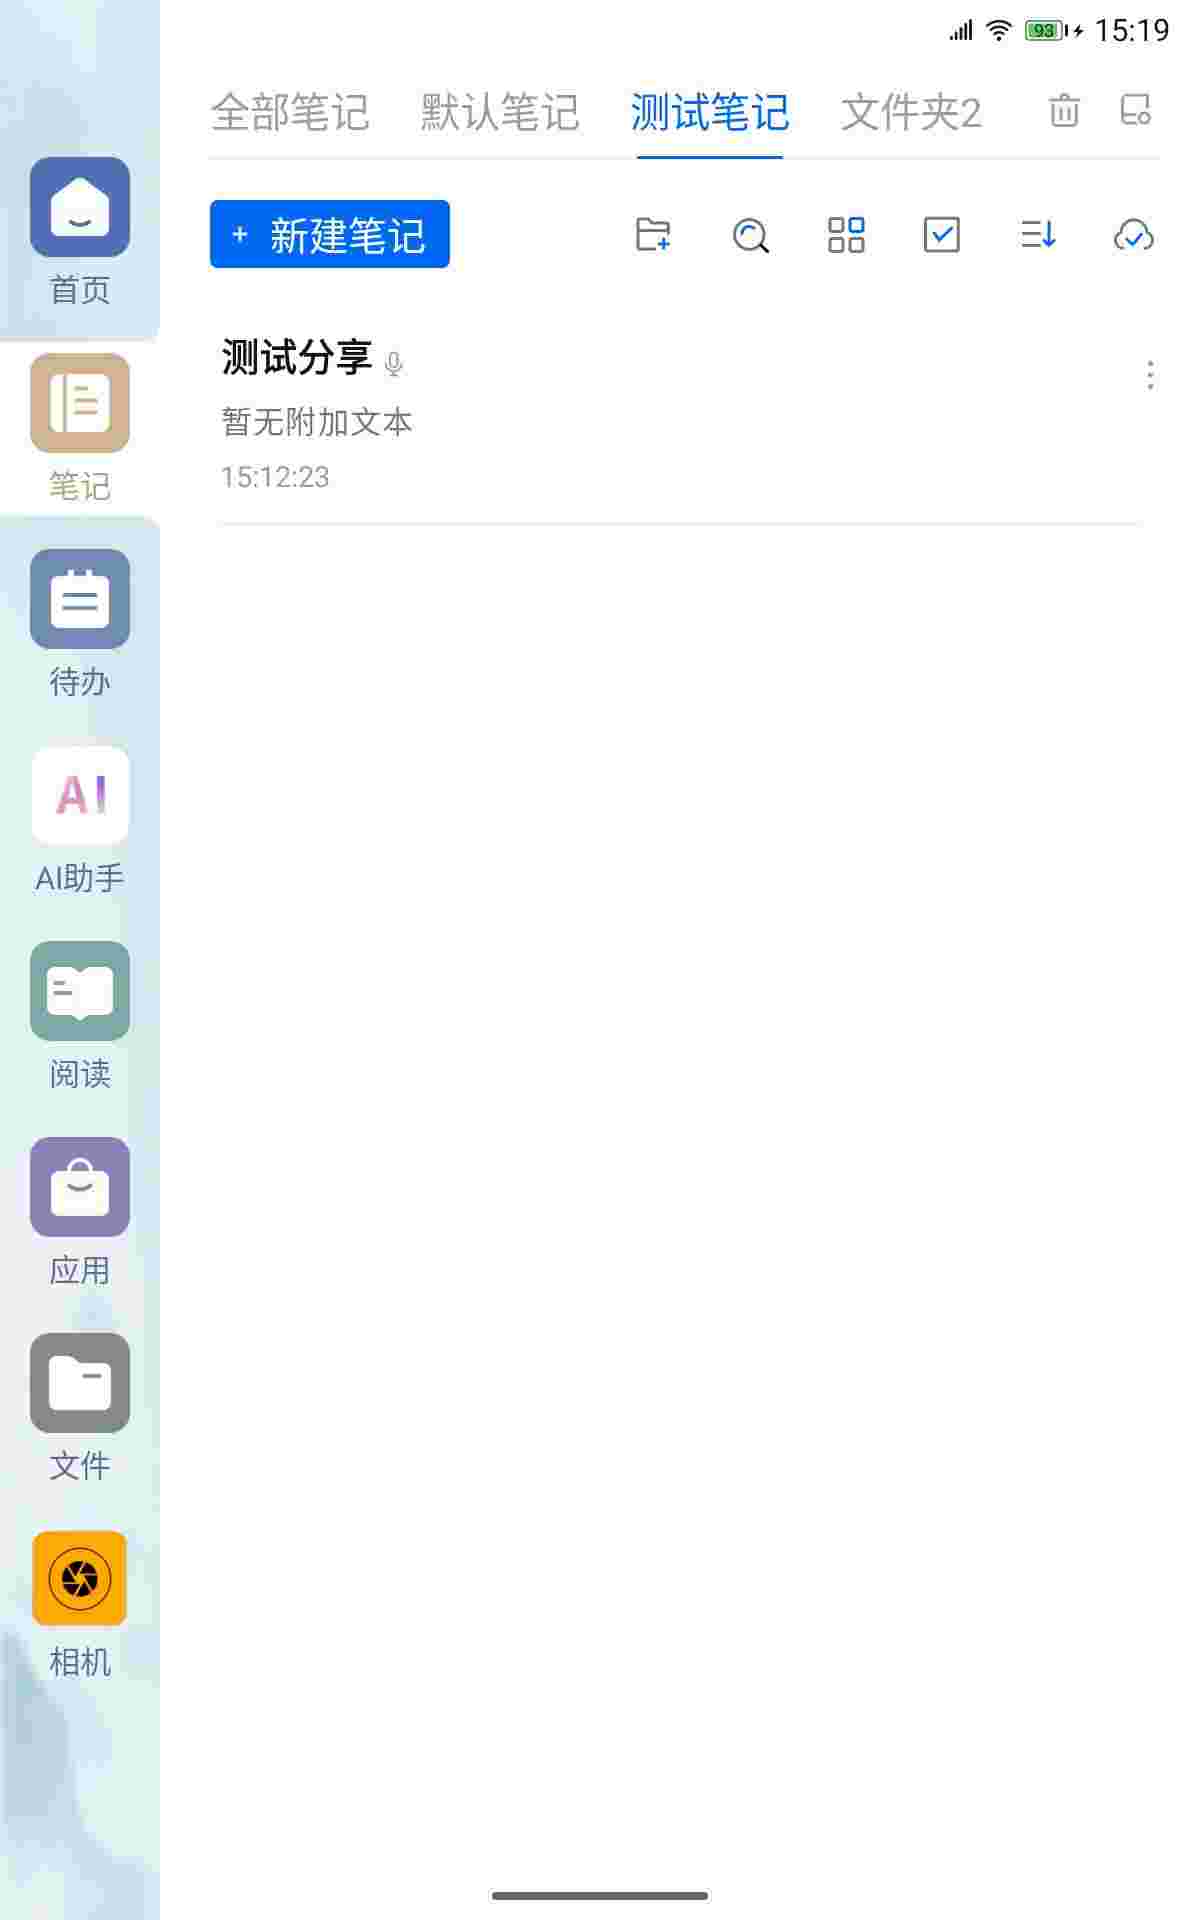 93 15:19
全部笔记 默认笔记 测试笔记 文件夹2
+ 新建笔记
测试分享
暂无附加文本
15:12:23
首页
笔记
待办
AI
AI助手
阅读
应用
文件
相机